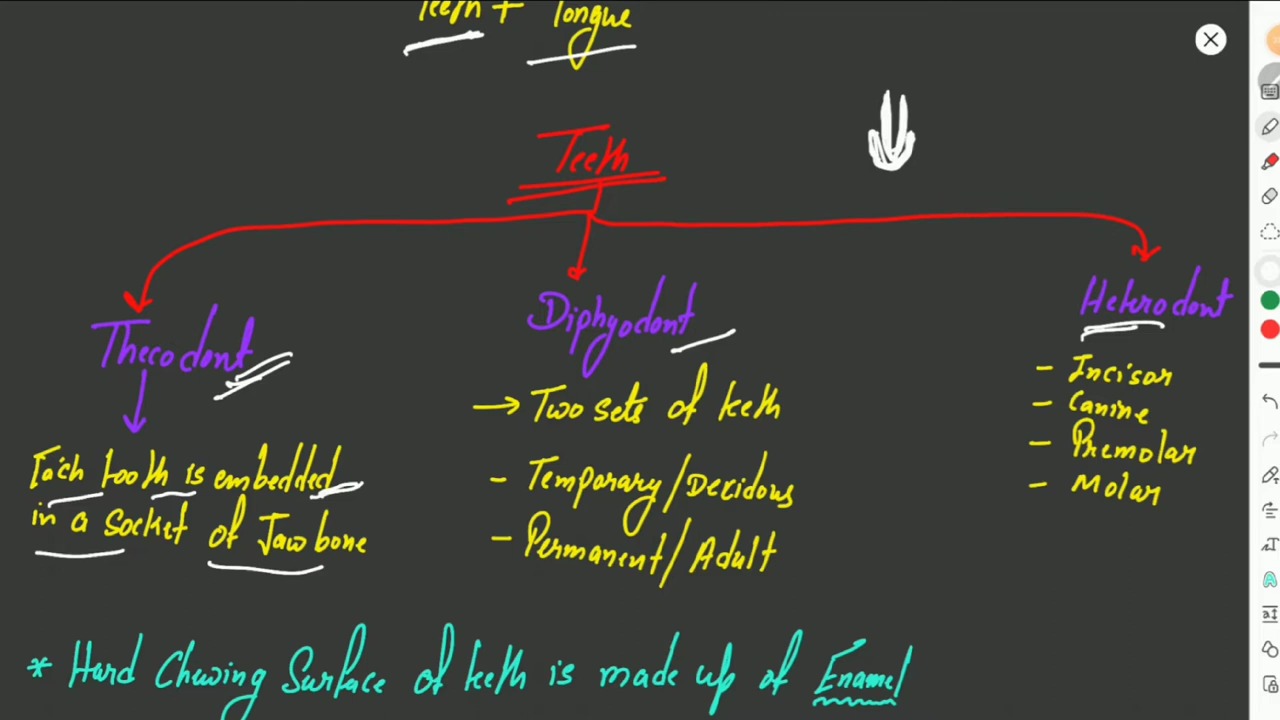 Teeth + Tongue
Teeth
Thecodont
Diphyodont
Heterodont
Each tooth is embedded
in a Socket of Jawbone
→ Two sets of teeth
- Temporary/Decidous
- Permanent/Adult
- Incisor
- Canine
- Premolar
- Molar
* Hard Chewing Surface of teeth is made up of Enamel